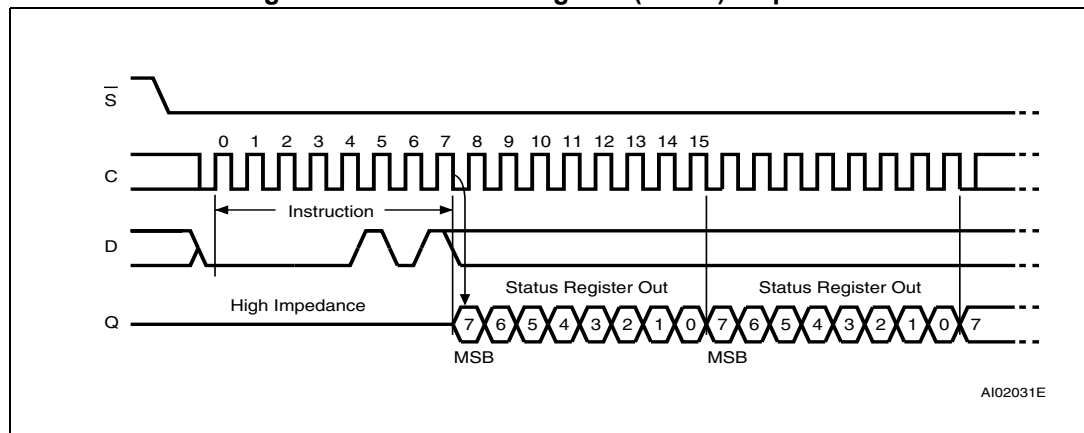 S
0 1 2 3 4 5 6 7 8 9 10 11 12 13 14 15
C
Instruction
D
Status Register Out Status Register Out
High Impedance
Q 7 6 5 4 3 2 1 0 7 6 5 4 3 2 1 0 7
MSB MSB
AI02031E